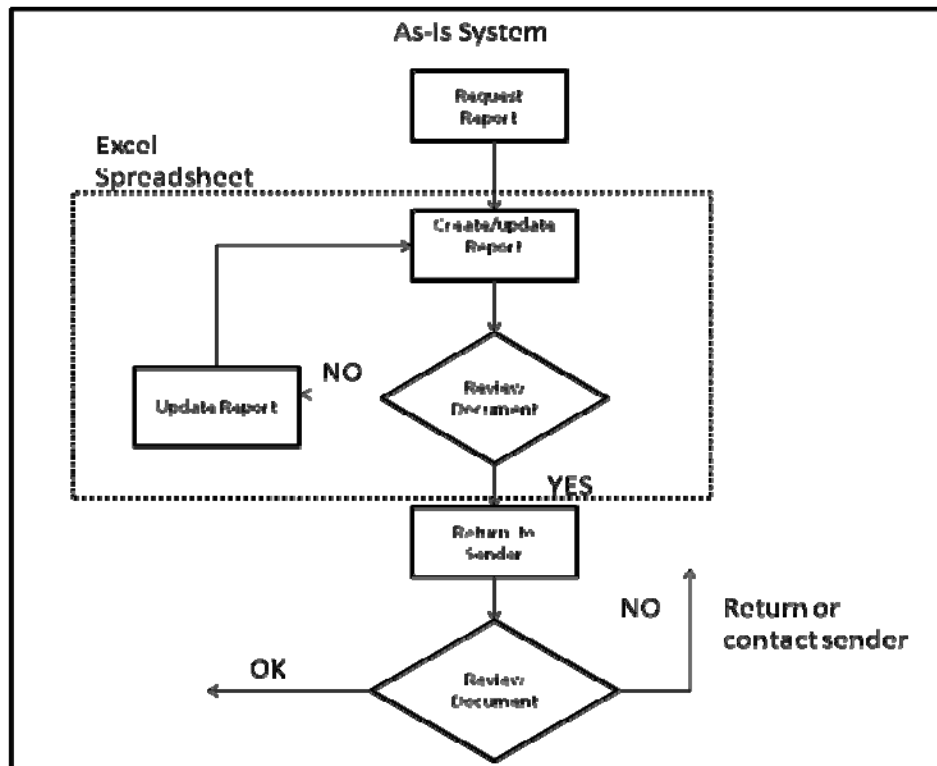 As-Is System
Request
Report
Excel
Spreadsheet
Create/update
Report
NO
Review
Document
Update Report
YES
Return to
Sender
NO
Return or
contact sender
OK
Review
Document